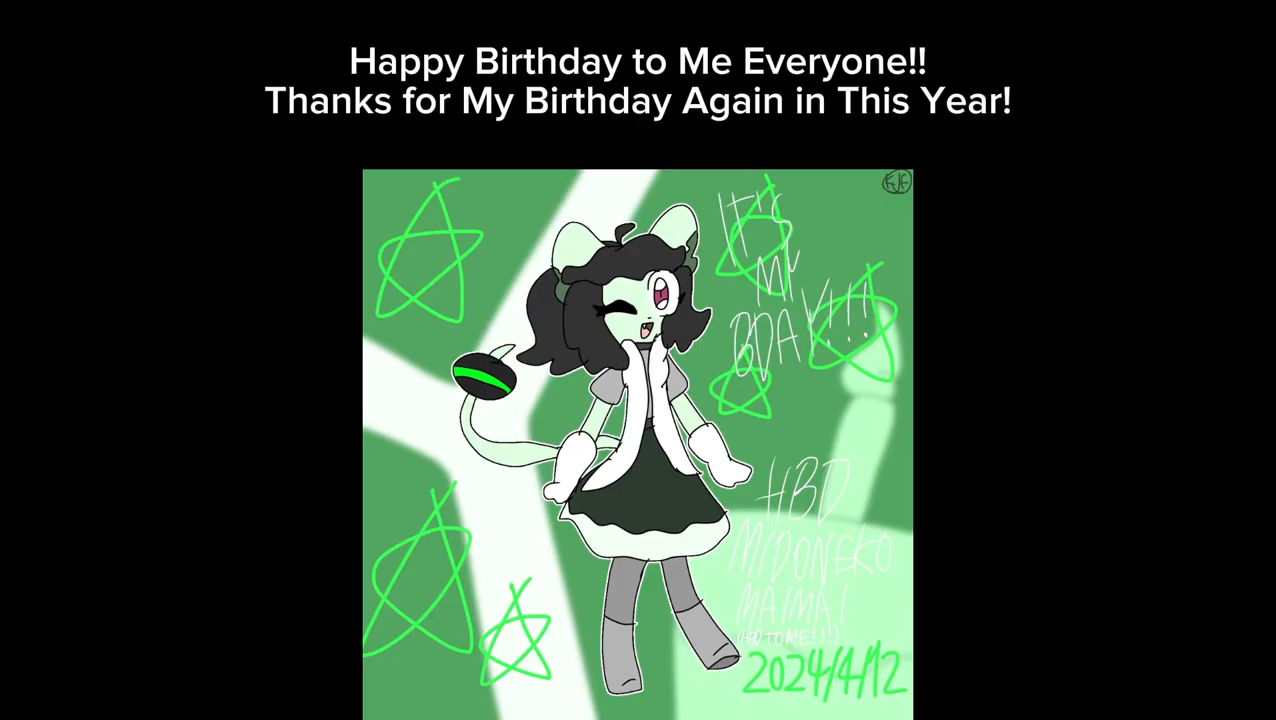 Happy Birthday to Me Everyone!!
Thanks for My Birthday Again in This Year!
IT'S
MY
BDAY!!!
HBD
MIDONEKO
MAIMAI
(HBD TO ME!!!)
2024/4/12